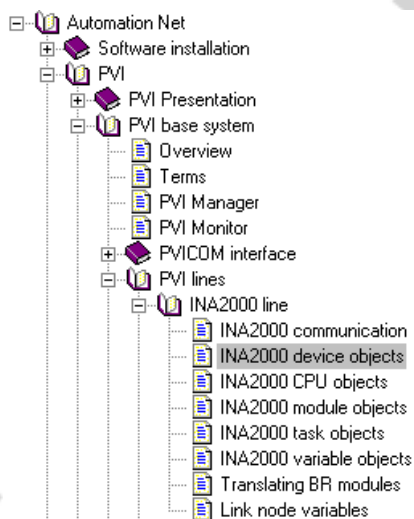 Automation Net
Software installation
PVI
PVI Presentation
PVI base system
Overview
Terms
PVI Manager
PVI Monitor
PVICOM interface
PVI lines
INA2000 line
INA2000 communication
INA2000 device objects
INA2000 CPU objects
INA2000 module objects
INA2000 task objects
INA2000 variable objects
Translating BR modules
Link node variables